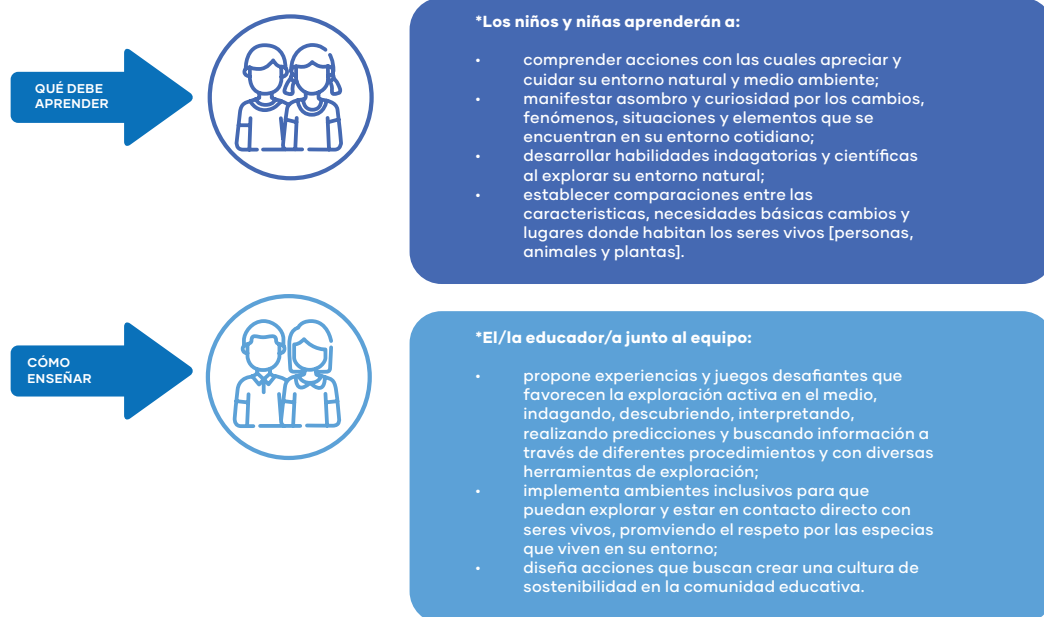 QUÉ DEBE
APRENDER
*Los niños y niñas aprenderán a:
• comprender acciones con las cuales apreciar y
cuidar su entorno natural y medio ambiente;
• manifestar asombro y curiosidad por los cambios,
fenómenos, situaciones y elementos que se
encuentran en su entorno cotidiano;
• desarrollar habilidades indagatorias y científicas
al explorar su entorno natural;
• establecer comparaciones entre las
caracteristicas, necesidades básicas cambios y
lugares donde habitan los seres vivos [personas,
animales y plantas].
CÓMO
ENSEÑAR
*El/la educador/a junto al equipo:
• propone experiencias y juegos desafiantes que
favorecen la exploración activa en el medio,
indagando, descubriendo, interpretando,
realizando predicciones y buscando información a
través de diferentes procedimientos y con diversas
herramientas de exploración;
• implementa ambientes inclusivos para que
puedan explorar y estar en contacto directo con
seres vivos, promviendo el respeto por las especias
que viven en su entorno;
• diseña acciones que buscan crear una cultura de
sostenibilidad en la comunidad educativa.